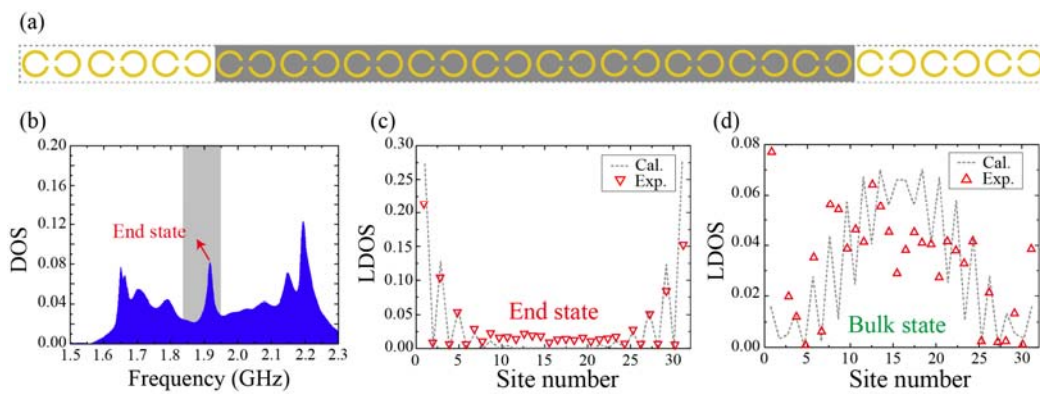 (a)
(b)
0.20
0.16
0.12
0.08
0.04
0.00
DOS
End state
1.5 1.6 1.7 1.8 1.9 2.0 2.1 2.2 2.3
Frequency (GHz)
(c)
0.30
0.25
0.20
0.15
0.10
0.05
0.00
LDOS
Cal.
Exp.
End state
0 5 10 15 20 25 30
Site number
(d)
0.08
0.06
0.04
0.02
0.00
LDOS
Cal.
Exp.
Bulk state
0 5 10 15 20 25 30
Site number